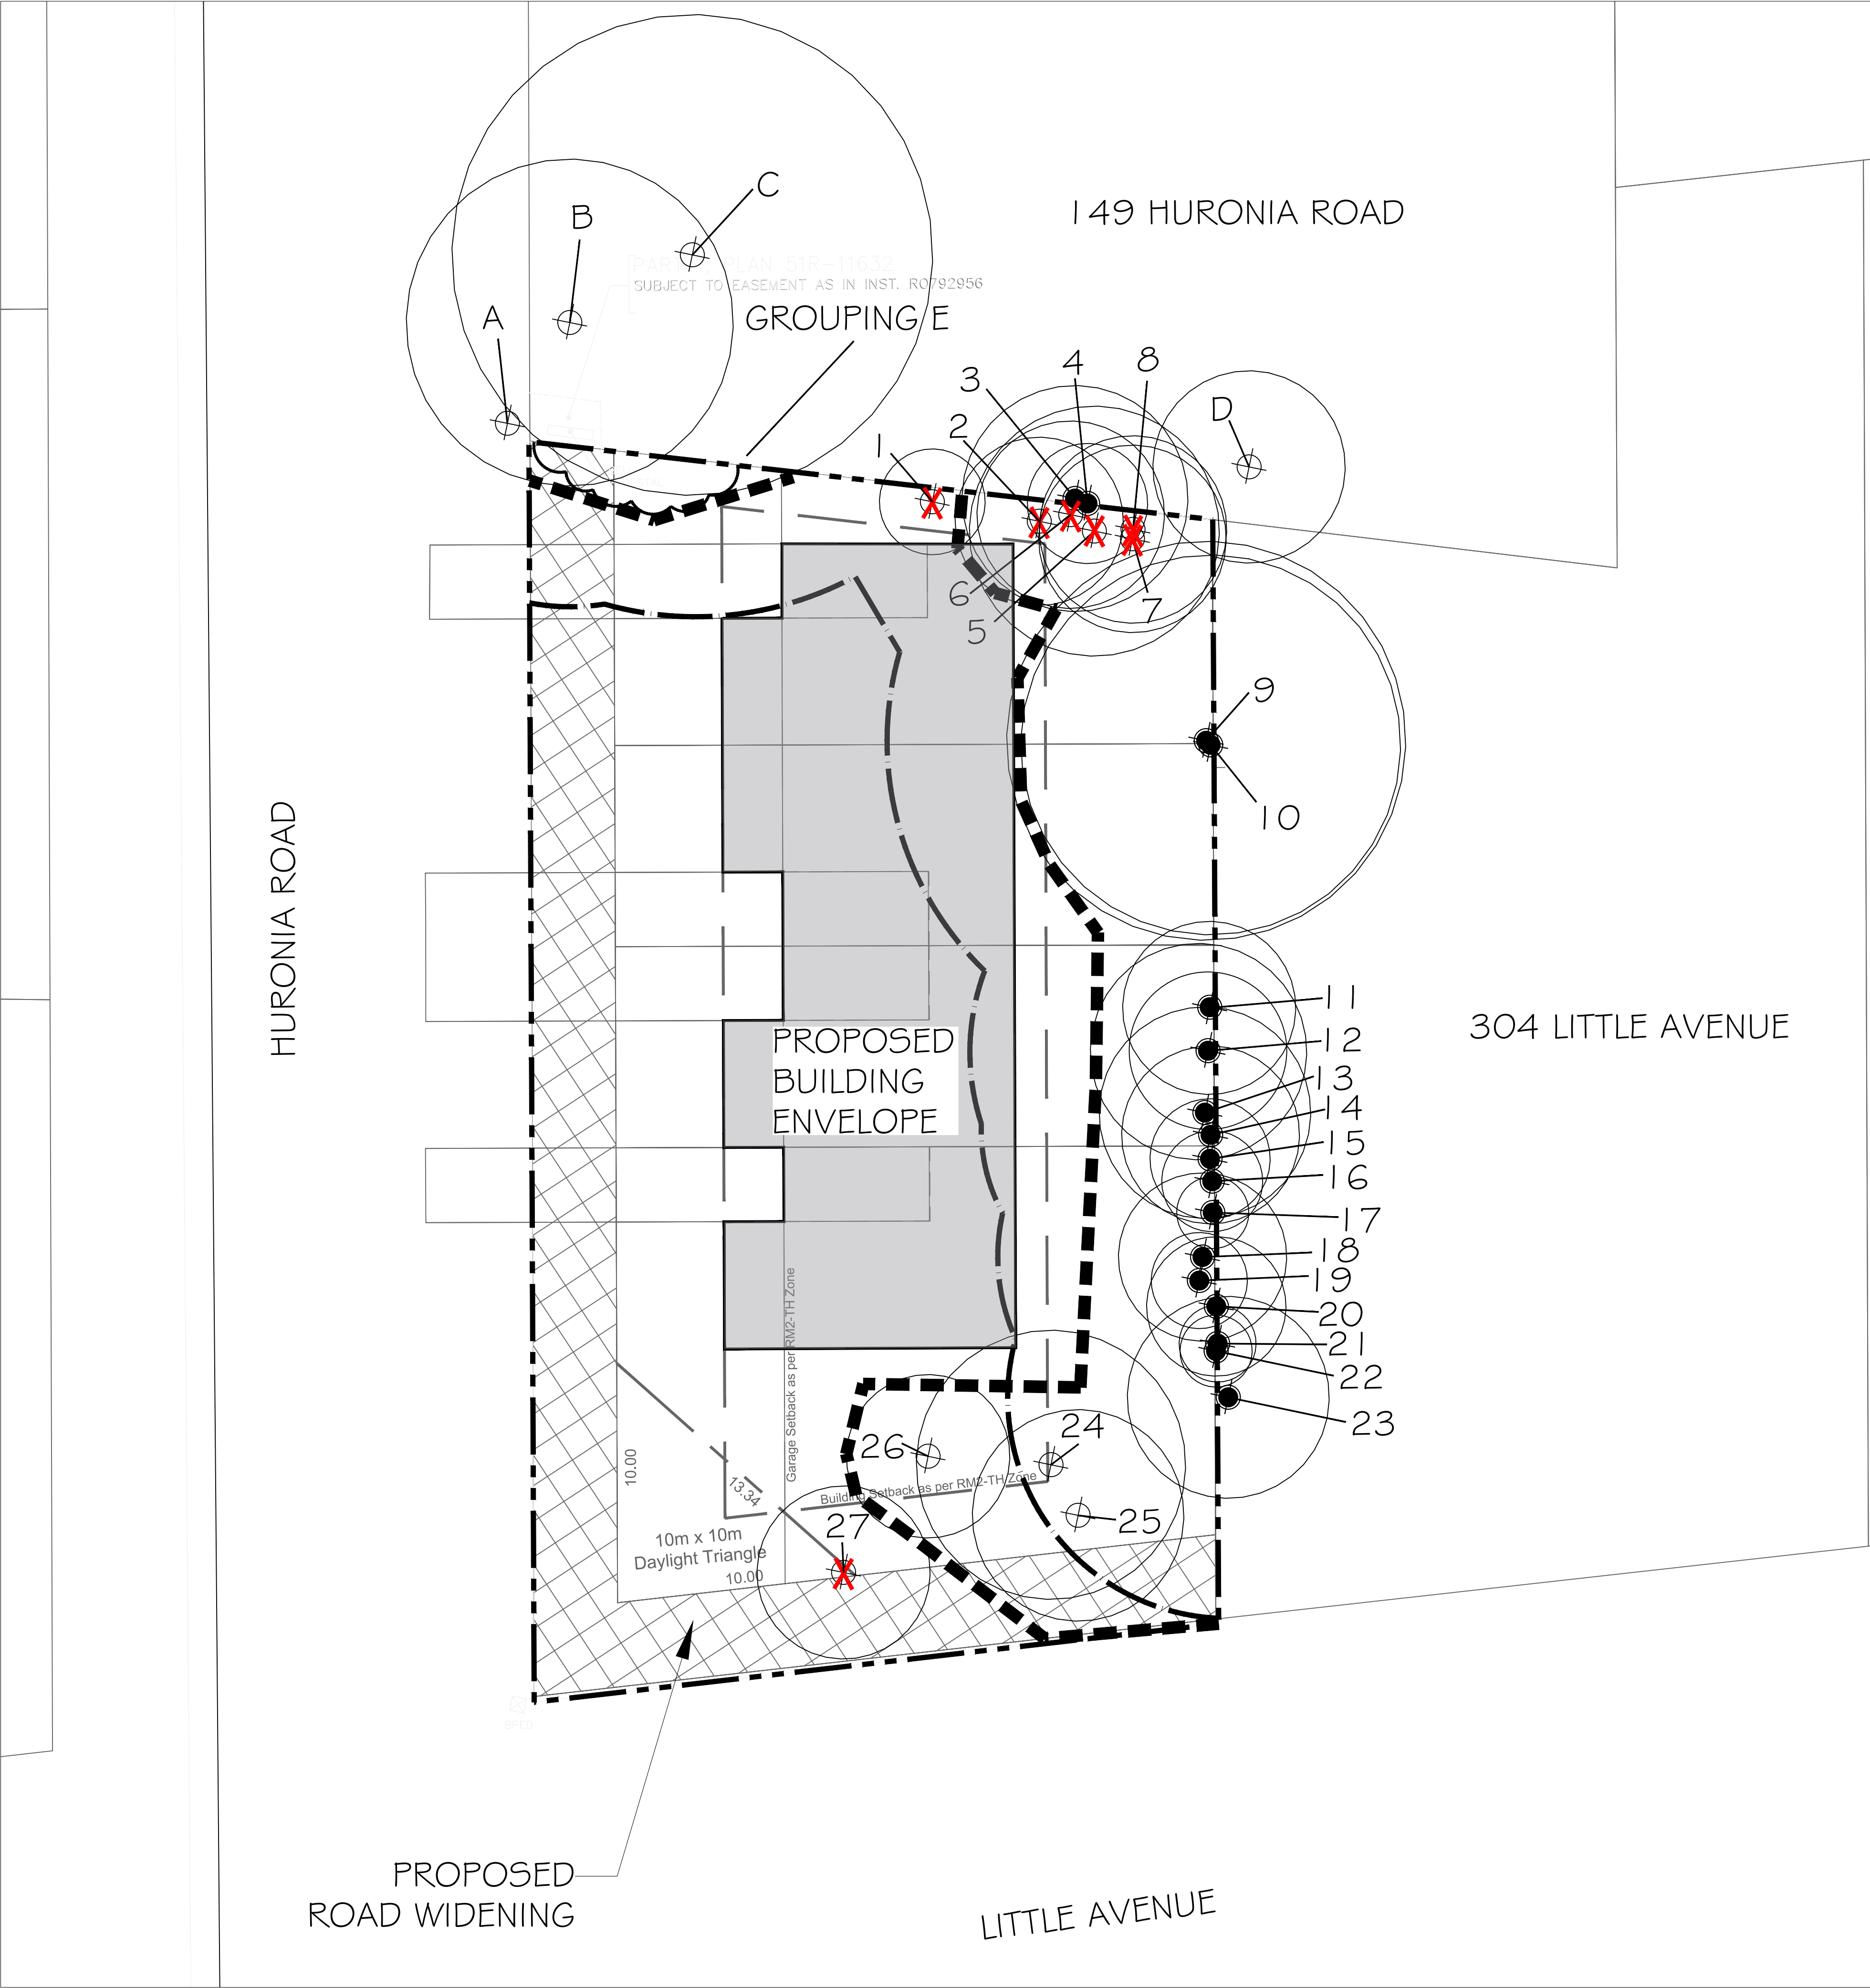 C
B
149 HURONIA ROAD
PART 1, PLAN 51R-11632
SUBJECT TO EASEMENT AS IN INST. RO792956
A
GROUPING E
1
2
3
4
8
D
6
5
7
9
10
HURONIA ROAD
11
12
13
14
15
16
17
18
19
20
21
22
23
304 LITTLE AVENUE
PROPOSED
BUILDING
ENVELOPE
Garage Setback as per RM2-TH Zone
26
24
25
27
10.00
13.34
Building Setback as per RM2-TH Zone
10m x 10m
Daylight Triangle
10.00
PROPOSED
ROAD WIDENING
LITTLE AVENUE